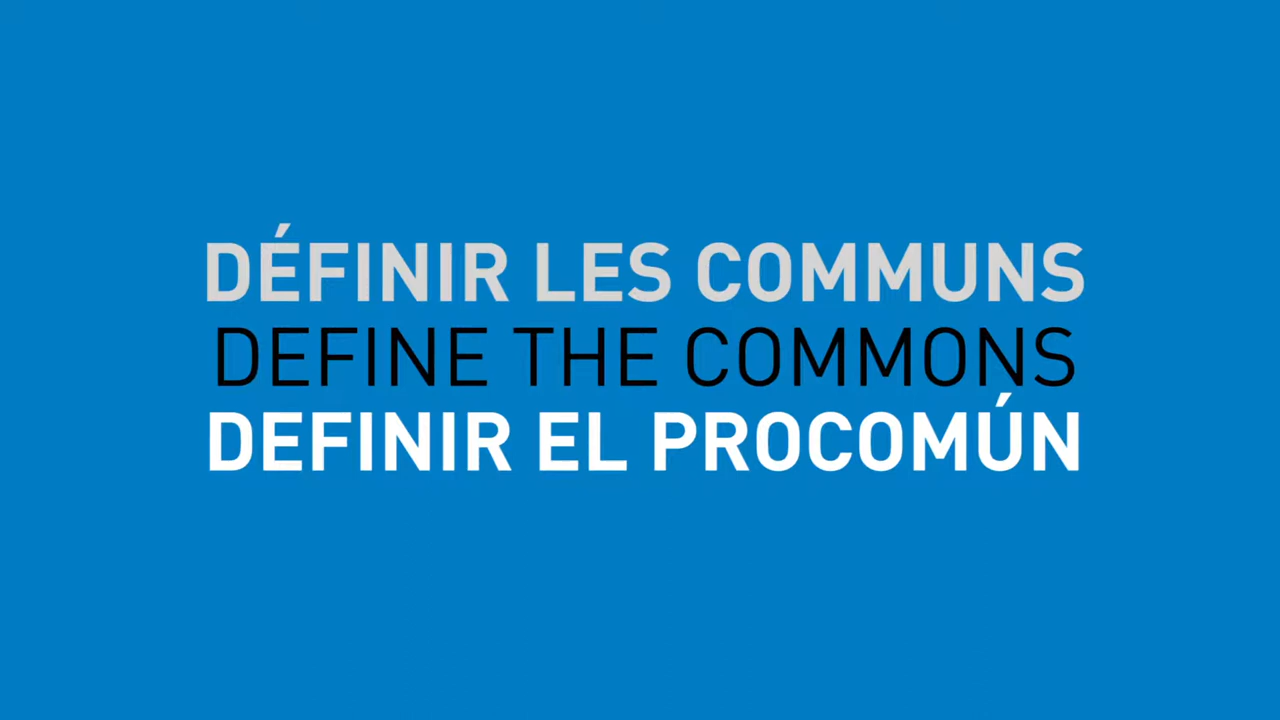 DÉFINIR LES COMMUNS
DEFINE THE COMMONS
DEFINIR EL PROCOMÚN